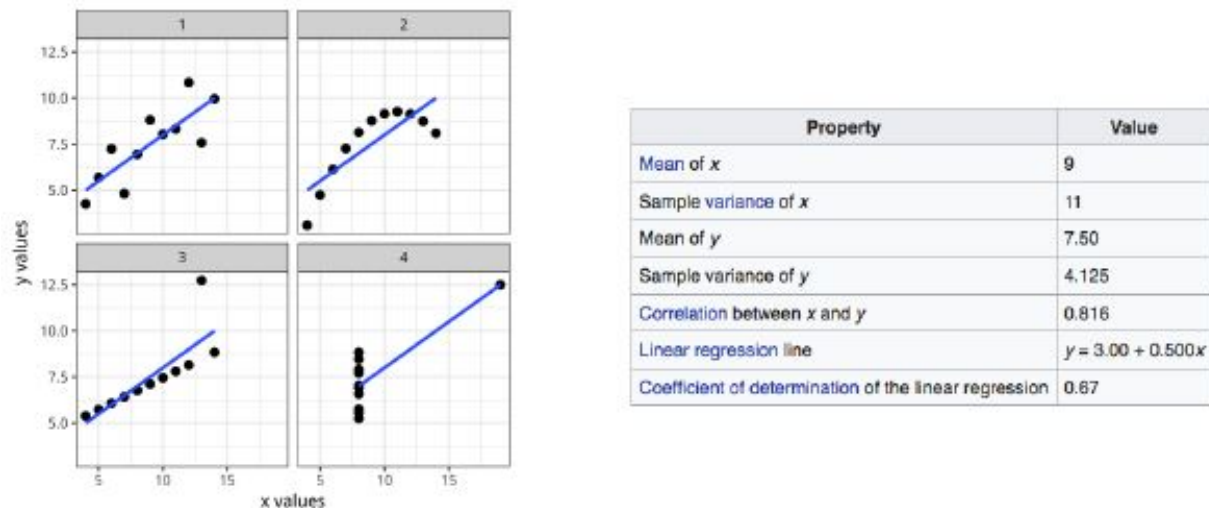 1
2
12.5
10.0
7.5
5.0
y values
3
4
12.5
10.0
7.5
5.0
5 10 15
5 10 15
x values
Property Value
Mean of x 9
Sample variance of x 11
Mean of y 7.50
Sample variance of y 4.125
Correlation between x and y 0.816
Linear regression line y = 3.00 + 0.500x
Coefficient of determination of the linear regression 0.67